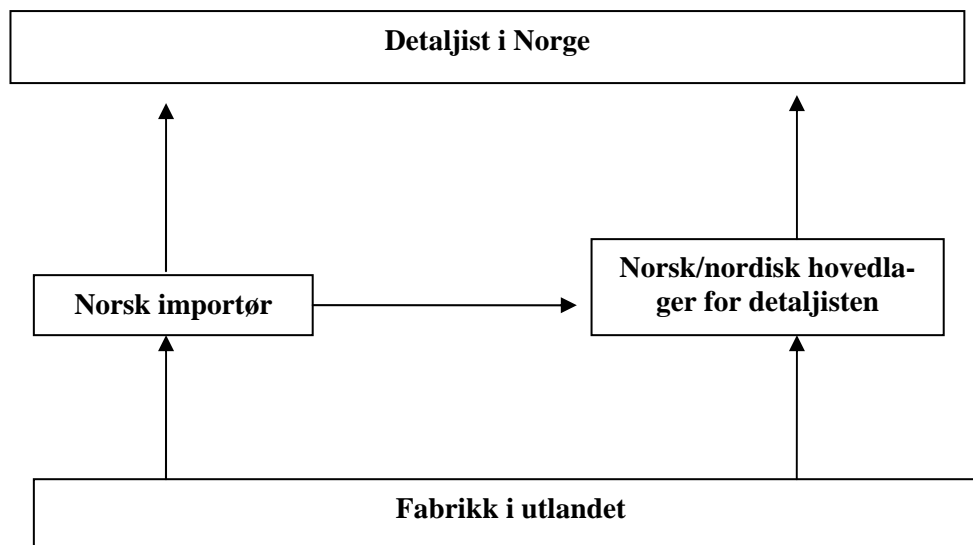 Detaljist i Norge
Norsk/nordisk hovedla-
ger for detaljisten
Norsk importør
Fabrikk i utlandet